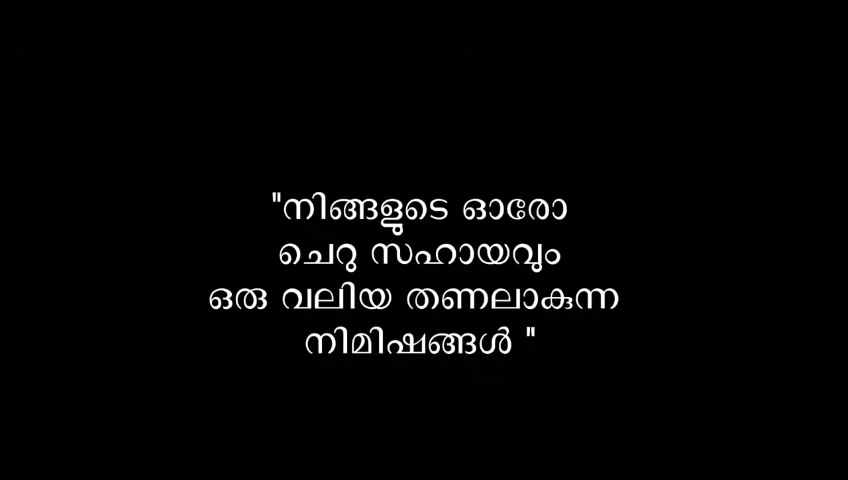 "നിങ്ങളുടെ ഓരോ
ചെറു സഹായവും
ഒരു വലിയ തണലാകുന്ന
നിമിഷങ്ങൾ "